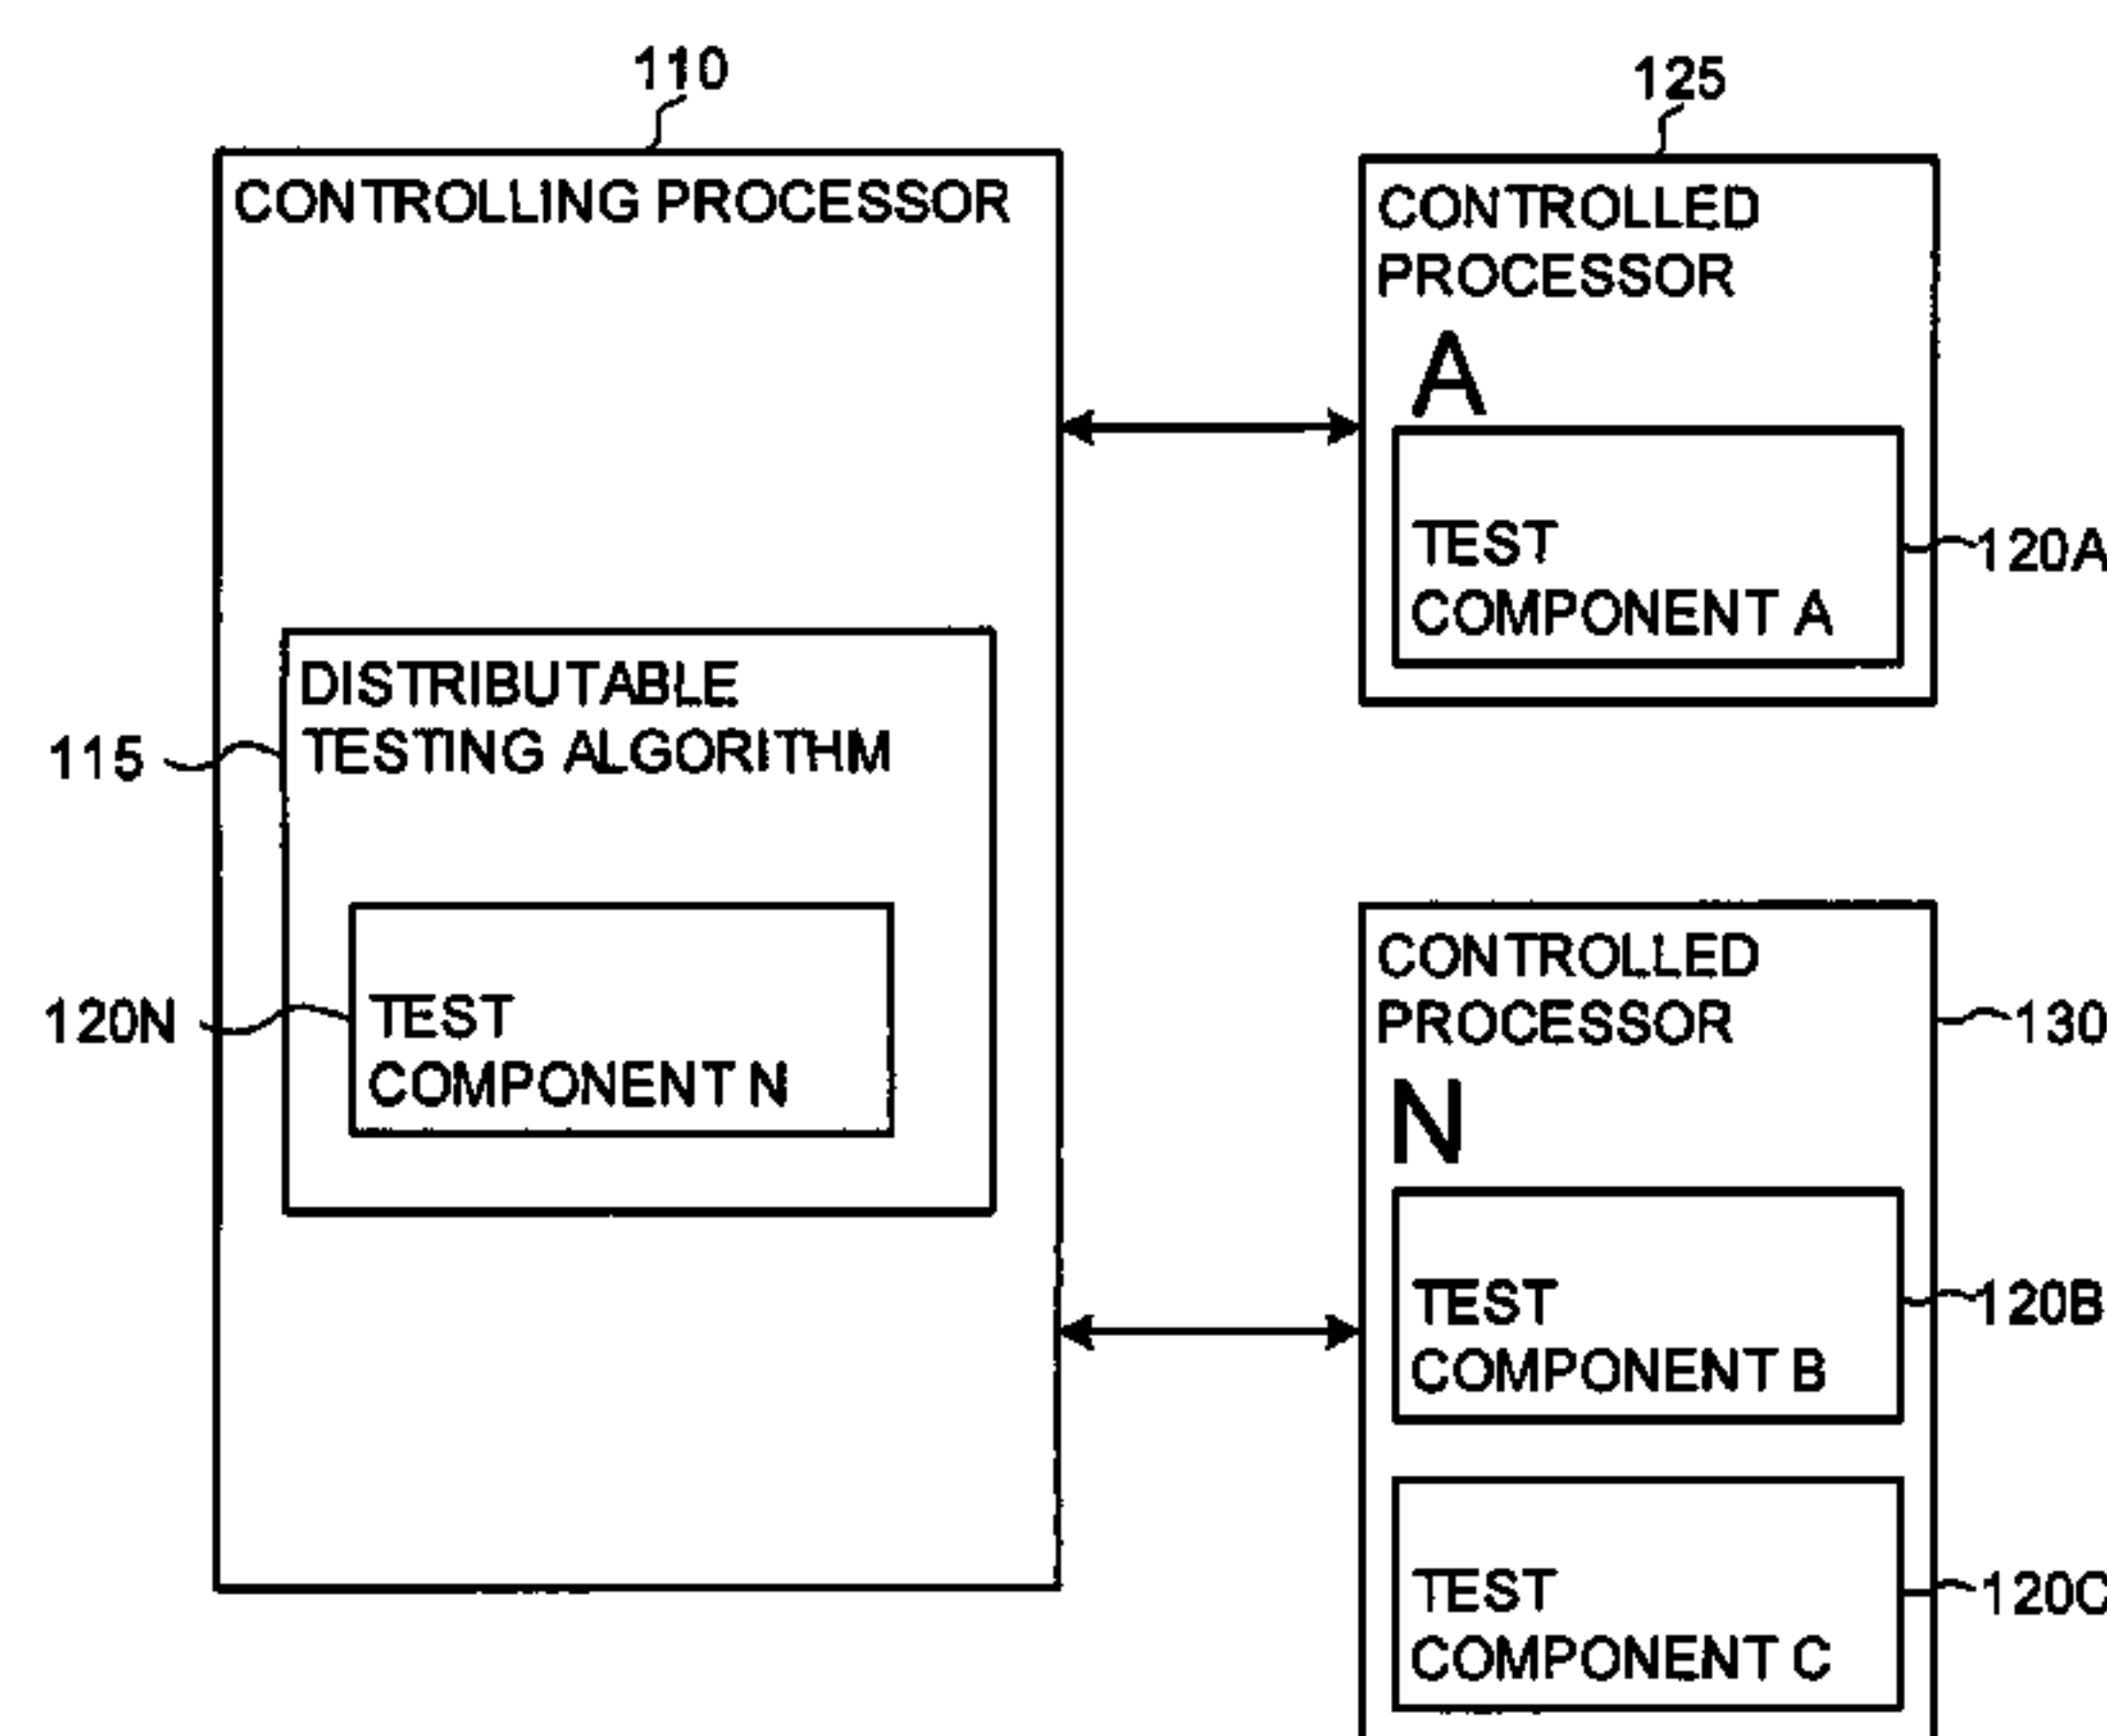 110
CONTROLLING PROCESSOR
115
DISTRIBUTABLE
TESTING ALGORITHM
120N
TEST
COMPONENT N
125
CONTROLLED
PROCESSOR
A
TEST
COMPONENT A
120A
CONTROLLED
PROCESSOR
130
N
TEST
COMPONENT B
120B
TEST
COMPONENT C
120C